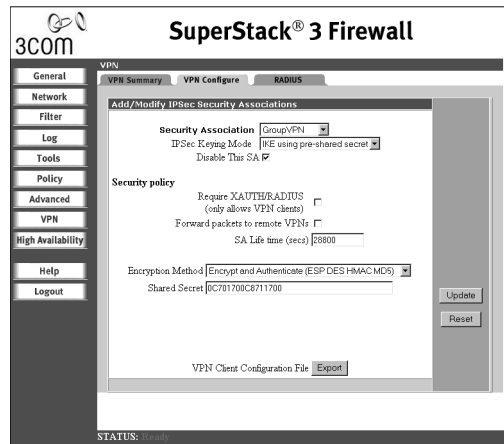 3COM
SuperStack® 3 Firewall
VPN
VPN Summary
VPN Configure
RADIUS
General
Network
Filter
Log
Tools
Policy
Advanced
VPN
High Availability
Help
Logout
Add/Modify IPSec Security Associations
Security Association GroupVPN
IPSec Keying Mode IKE using pre-shared secret
Disable This SA
Security policy
Require XAUTH/RADIUS
(only allows VPN clients)
Forward packets to remote VPNs
SA Life time (secs) 28800
Encryption Method Encrypt and Authenticate (ESP DES HMAC MD5)
Shared Secret 0C701700C8711700
Update
Reset
VPN Client Configuration File Export
STATUS: Ready